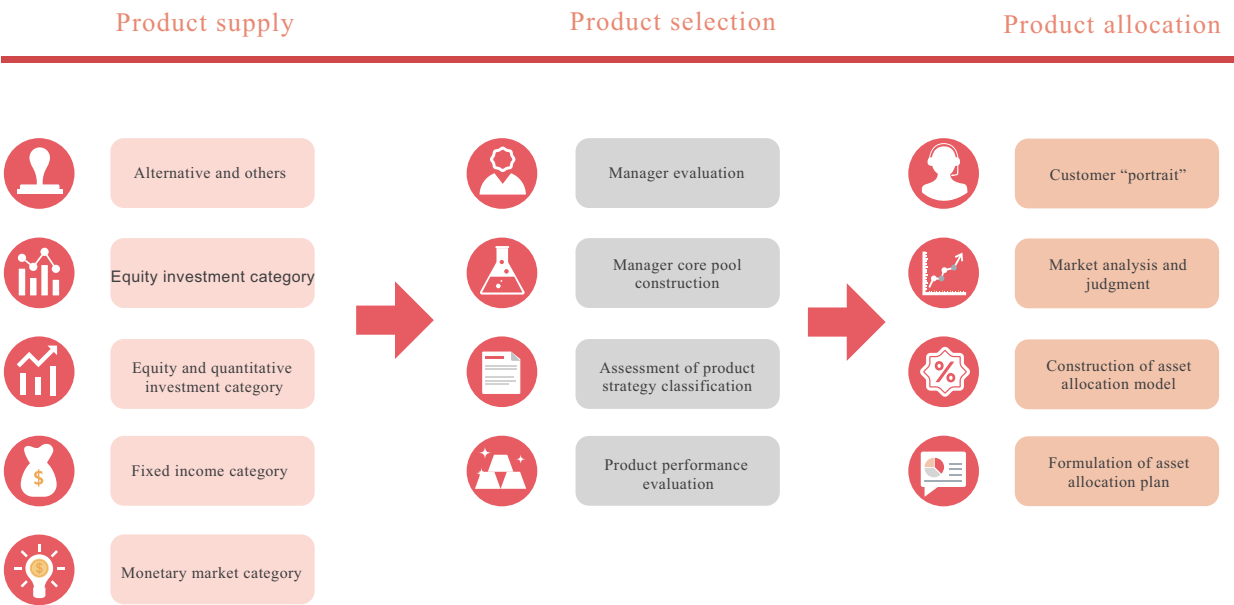 Product supply
Product selection
Product allocation
Alternative and others
Equity investment category
Equity and quantitative
investment category
Fixed income category
Monetary market category
Manager evaluation
Manager core pool
construction
Assessment of product
strategy classification
Product performance
evaluation
Customer “portrait”
Market analysis and
judgment
Construction of asset
allocation model
Formulation of asset
allocation plan